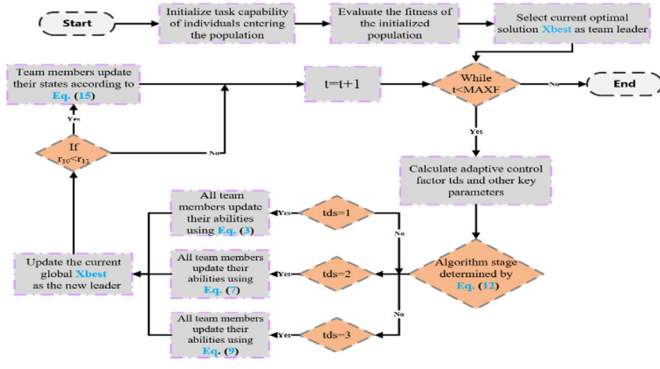 Start
Initialize task capability
of individuals entering
the population
Evaluate the fitness of
the initialized
population
Select current optimal
solution Xbest as team
leader
Team members update
their states according to
Eq. (15)
t=t+1
While
t<MAXF
No
End
Yes
If
r10<r11
No
Yes
Calculate adaptive control
factor tds and other key
parameters
All team
members update
their abilities
using Eq. (3)
Yes
tds=1
No
Update the current
global Xbest
as the new leader
All team members
update their
abilities using
Eq. (7)
Yes
tds=2
No
Algorithm stage
determined by
Eq. (12)
All team members
update their
abilities using
Eq. (9)
Yes
tds=3
No